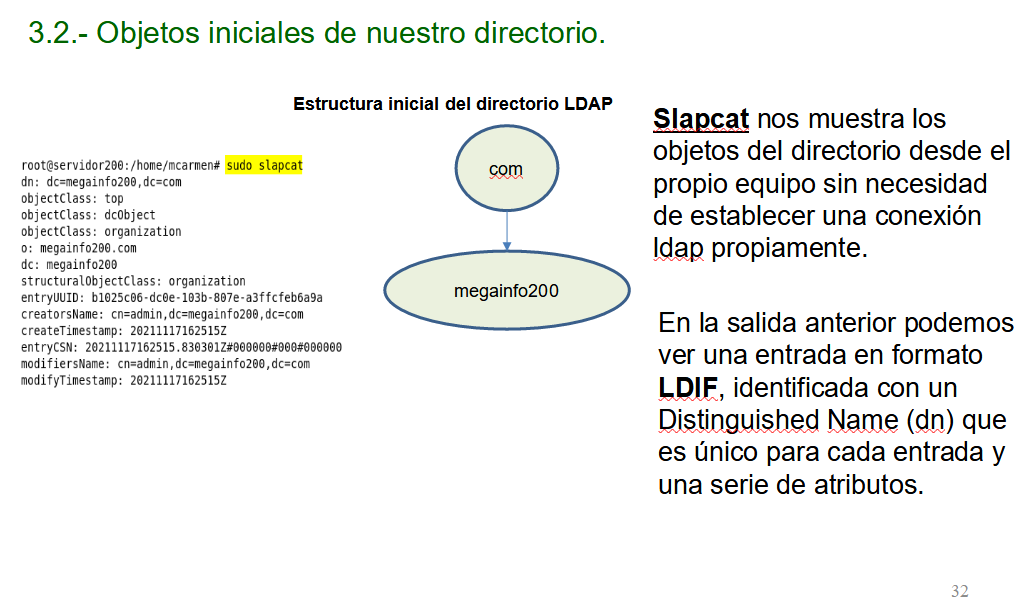 3.2.- Objetos iniciales de nuestro directorio.
Estructura inicial del directorio LDAP
root@servidor200:/home/mcarmen# sudo slapcat
dn: dc=megainfo200,dc=com
objectClass: top
objectClass: dcObject
objectClass: organization
o: megainfo200.com
dc: megainfo200
structuralObjectClass: organization
entryUUID: b1025c06-dc0e-103b-807e-a3ffcfeb6a9a
creatorsName: cn=admin,dc=megainfo200,dc=com
createTimestamp: 20211117162515Z
entryCSN: 20211117162515.830301Z#000000#000#000000
modifiersName: cn=admin,dc=megainfo200,dc=com
modifyTimestamp: 20211117162515Z
com
megainfo200
Slapcat nos muestra los
objetos del directorio desde el
propio equipo sin necesidad
de establecer una conexión
ldap propiamente.
En la salida anterior podemos
ver una entrada en formato
LDIF, identificada con un
Distinguished Name (dn) que
es único para cada entrada y
una serie de atributos.
32